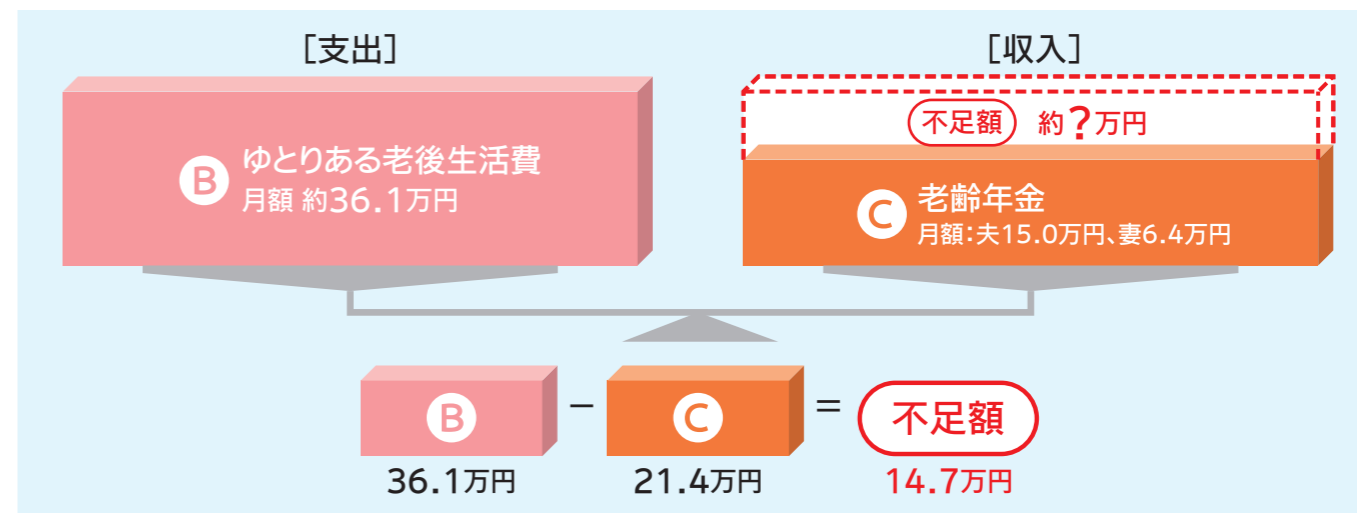 [支出]
[収入]
B ゆとりある老後生活費
月額 約36.1万円
不足額 約?万円
C 老齢年金
月額:夫15.0万円、妻6.4万円
B − C = 不足額
36.1万円 21.4万円 14.7万円